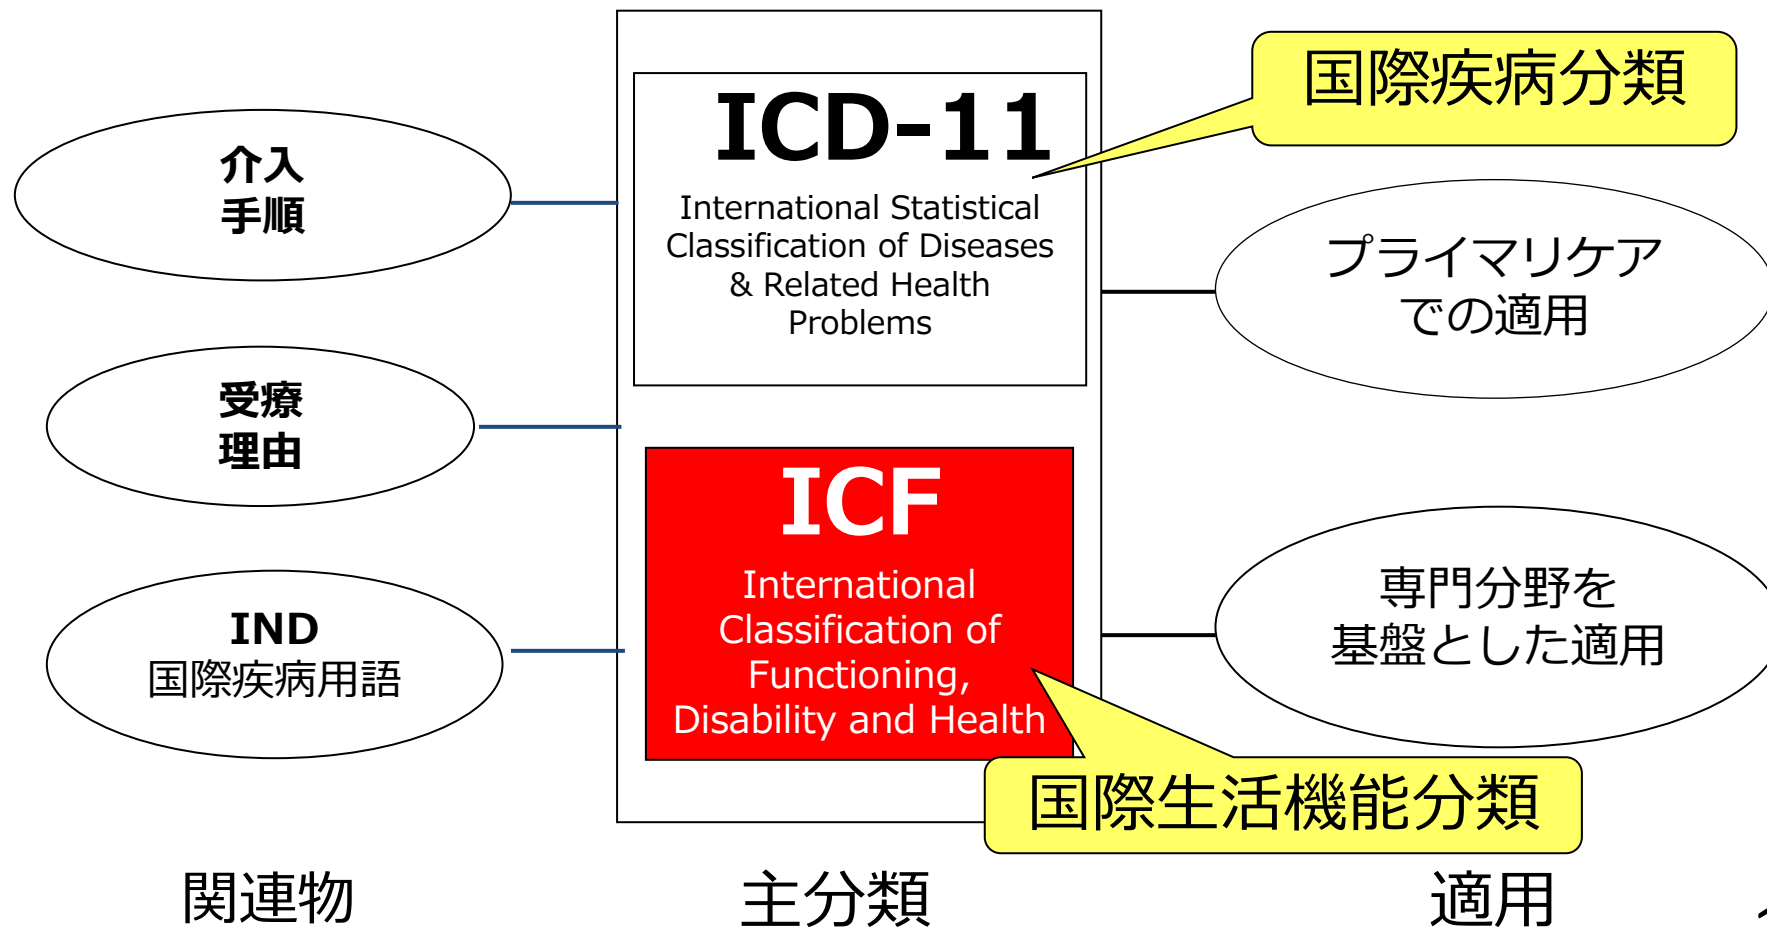 介入
手順
受療
理由
IND
国際疾病用語
関連物
ICD-11
International Statistical
Classification of Diseases
& Related Health
Problems
ICF
International
Classification of
Functioning,
Disability and Health
主分類
国際疾病分類
プライマリケア
での適用
専門分野を
基盤とした適用
国際生活機能分類
適用